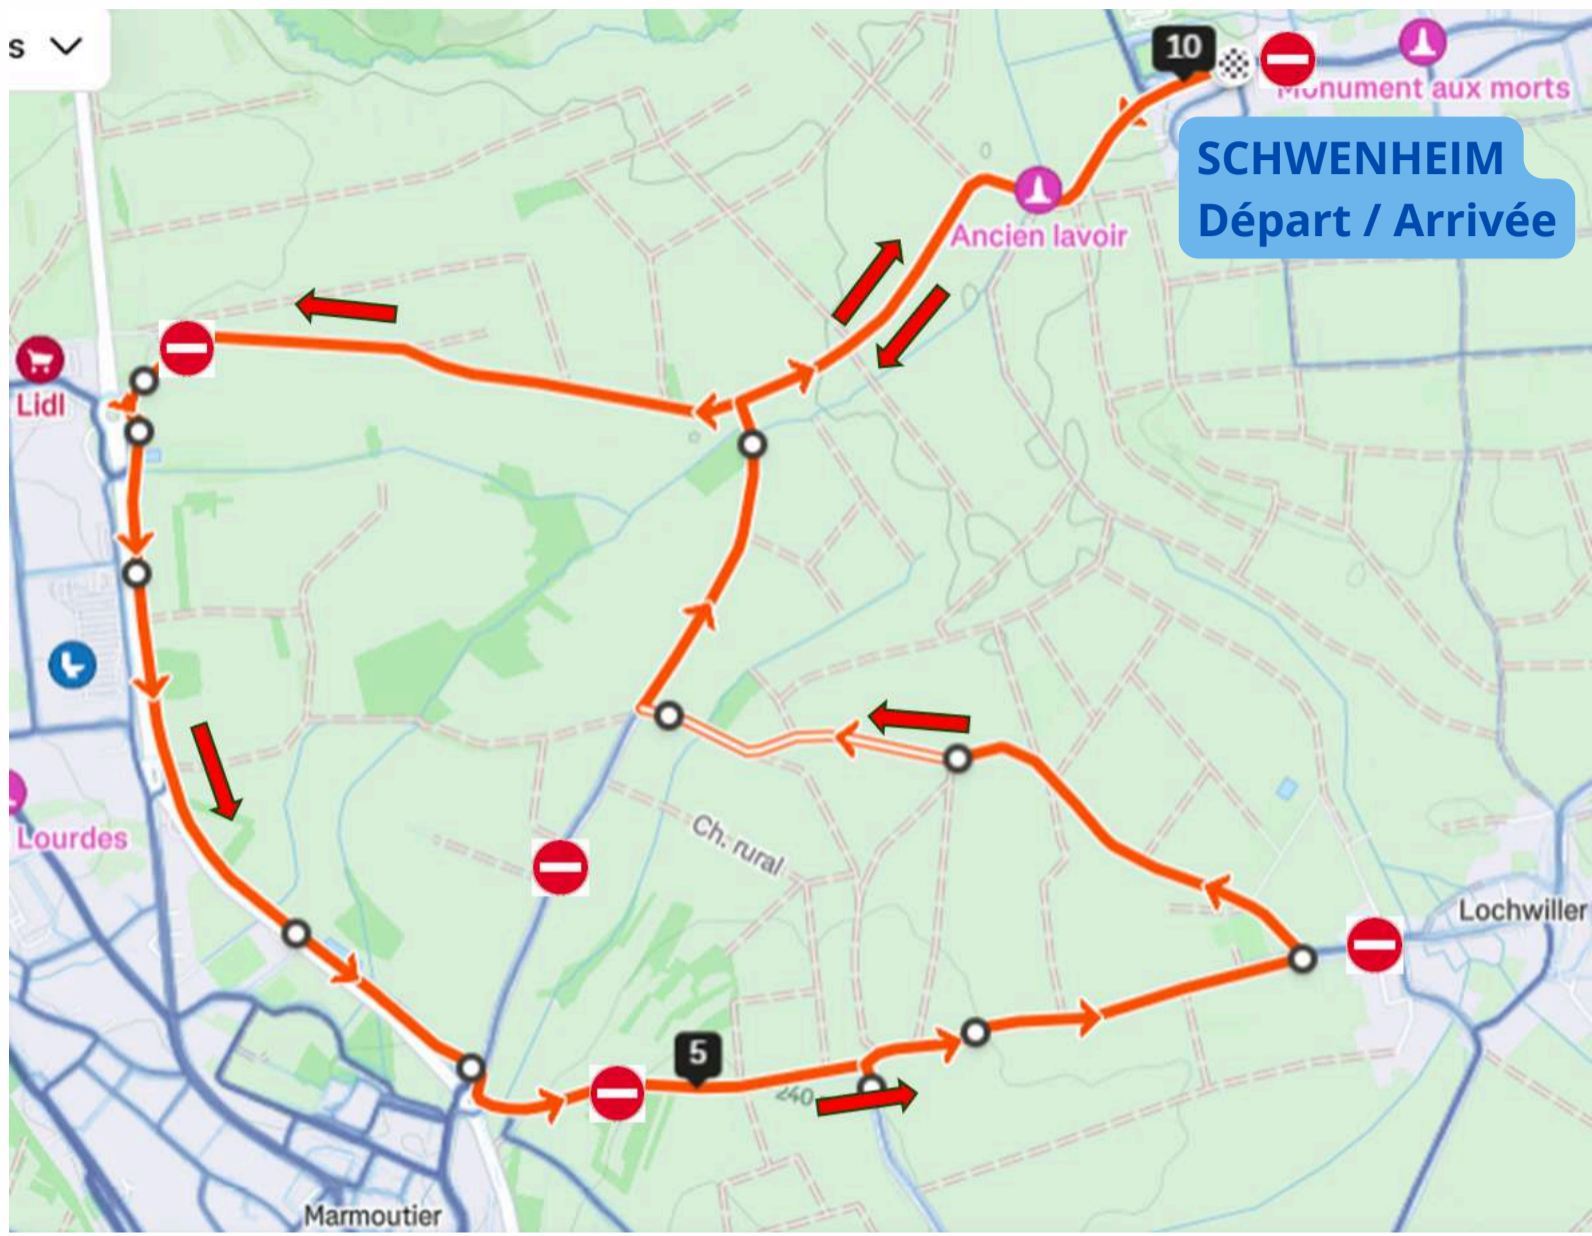 s
10
Monument aux morts
SCHWENHEIM
Départ / Arrivée
Ancien lavoir
Lidl
Lourdes
Ch. rural
Lochwiller
5
240
Marmoutier